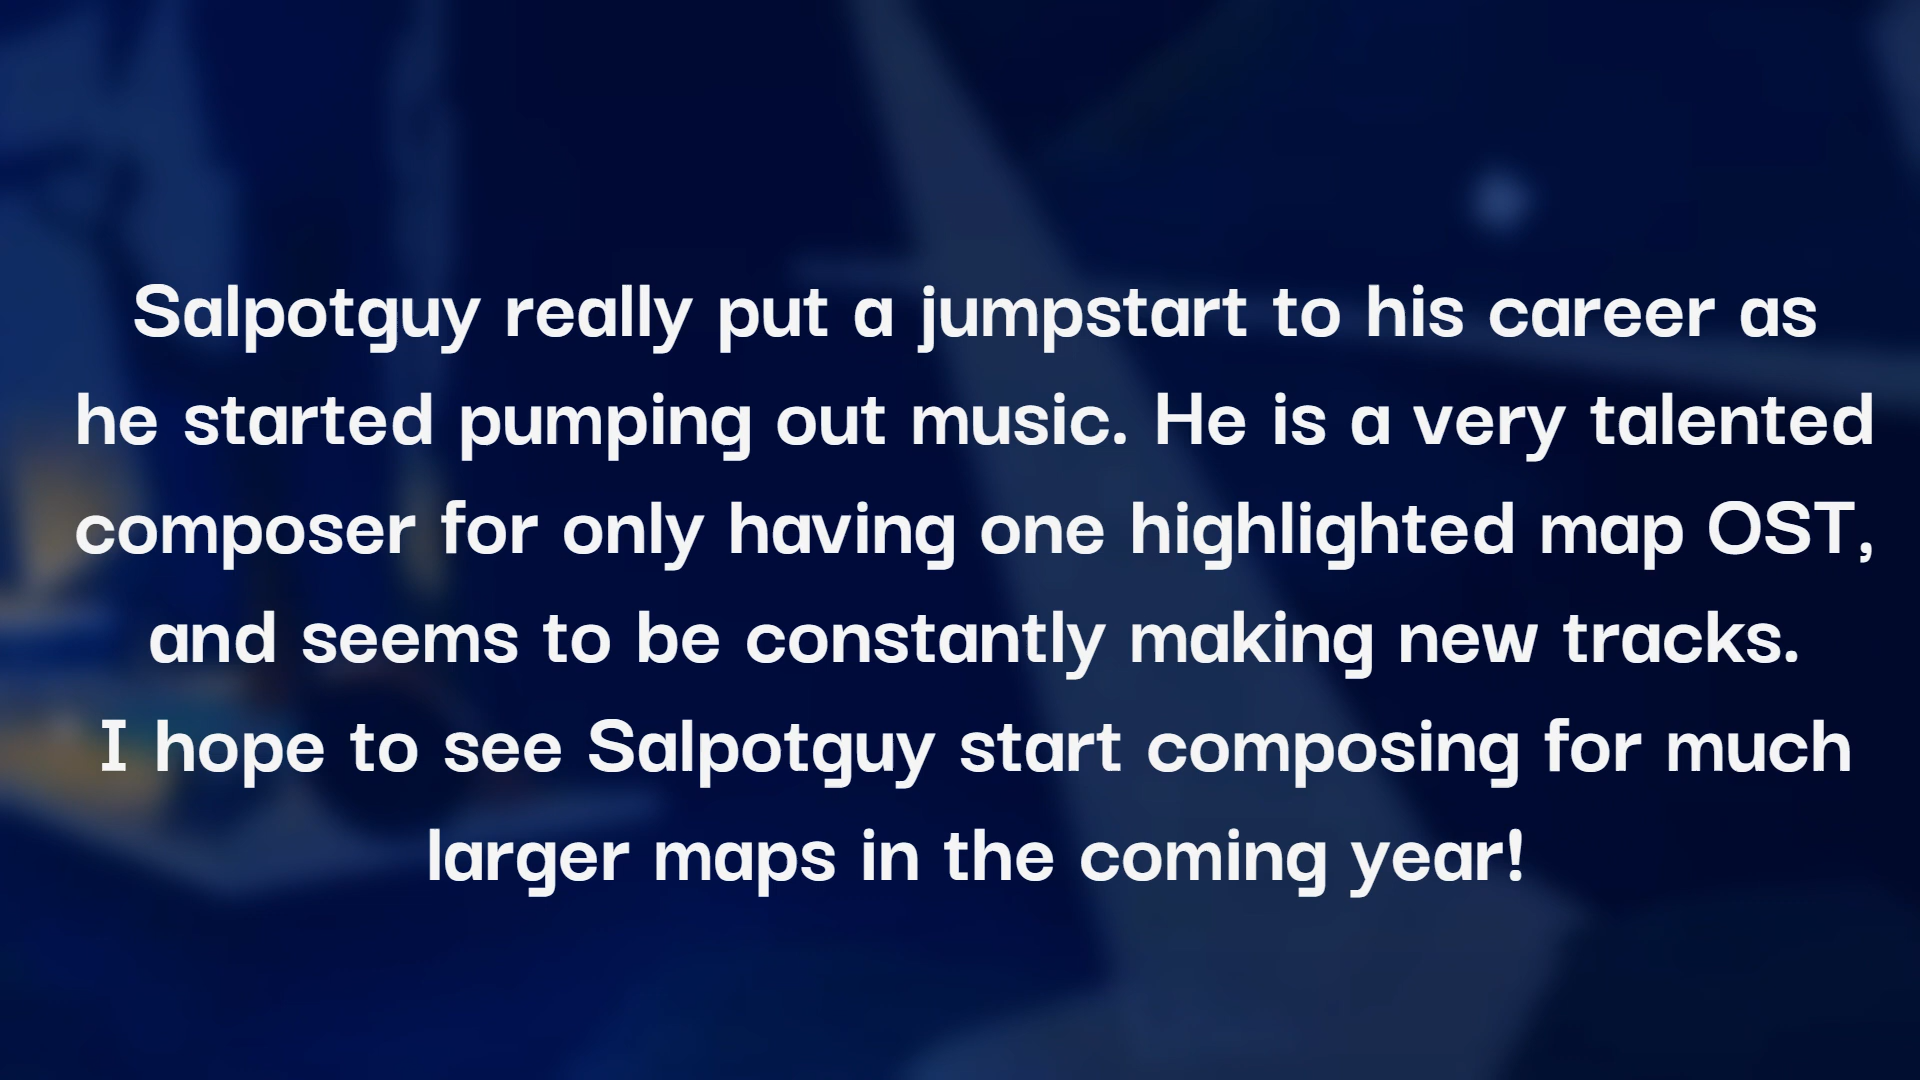 Salpotguy really put a jumpstart to his career as
he started pumping out music. He is a very talented
composer for only having one highlighted map OST,
and seems to be constantly making new tracks.
I hope to see Salpotguy start composing for much
larger maps in the coming year!